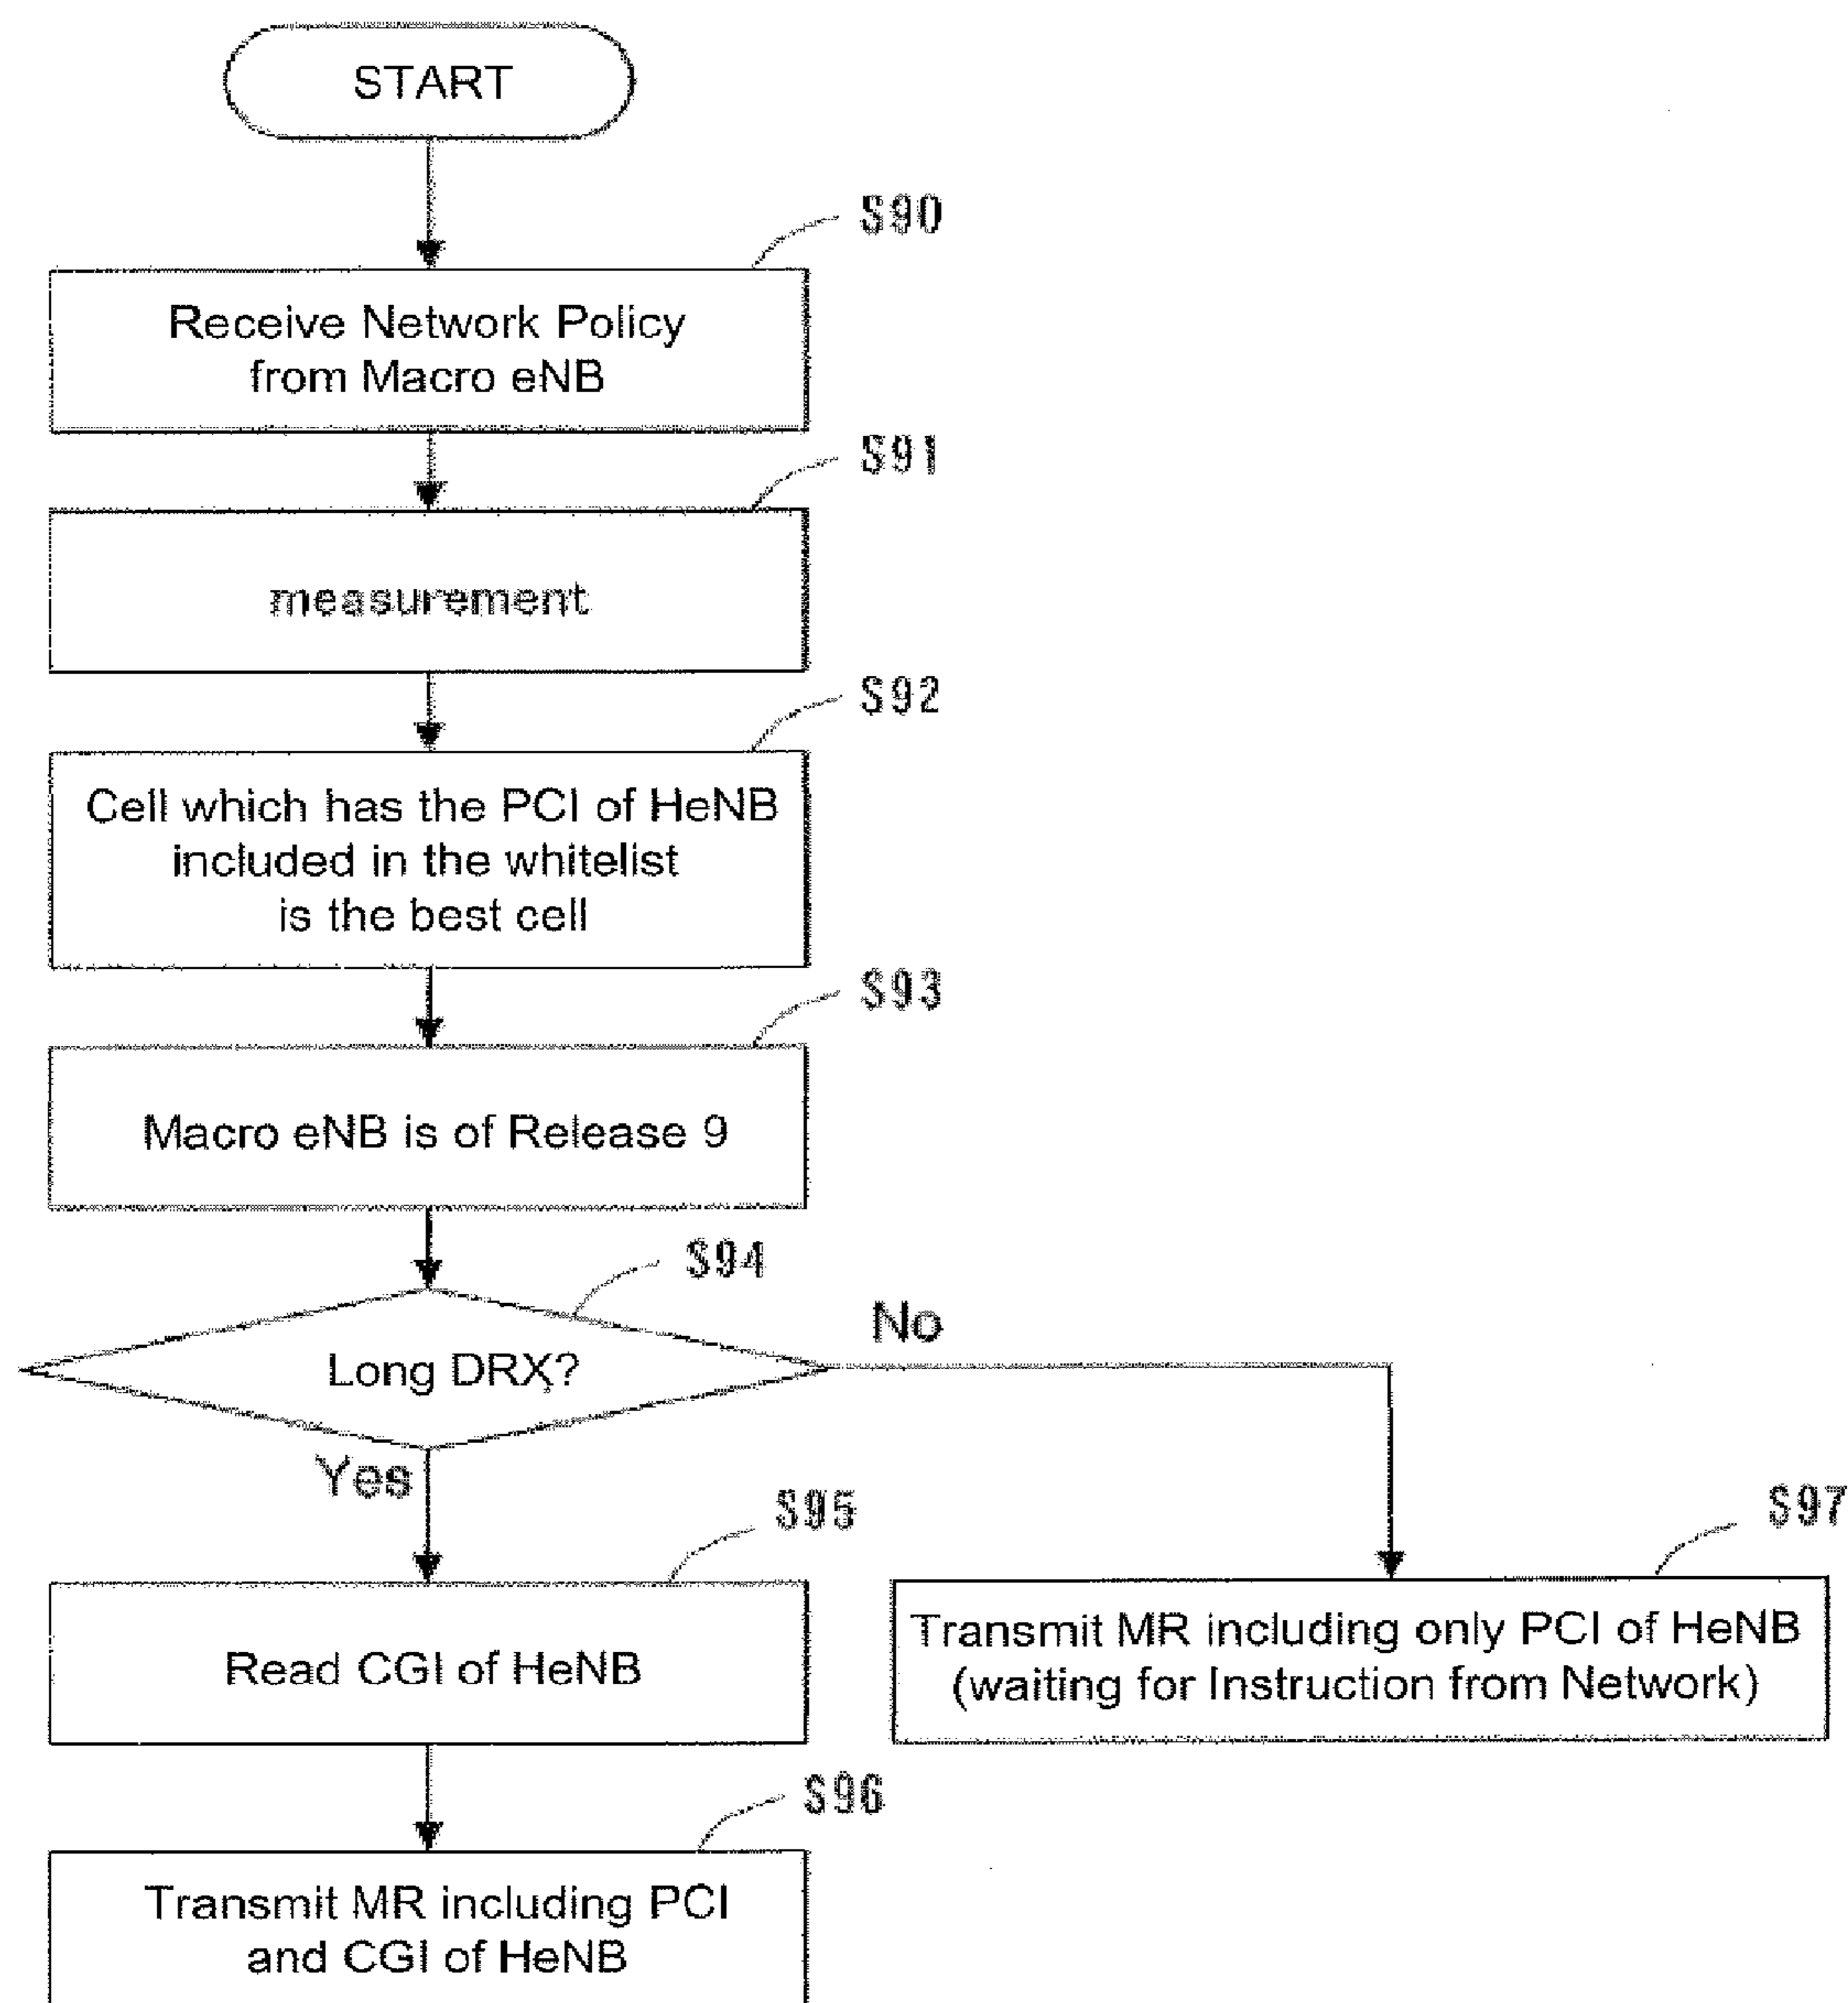 START
S90
Receive Network Policy
from Macro eNB
S91
measurement
S92
Cell which has the PCI of HeNB
included in the whitelist
is the best cell
S93
Macro eNB is of Release 9
S94
Long DRX?
No
Yes
S95
Read CGI of HeNB
S97
Transmit MR including only PCI of HeNB
(waiting for Instruction from Network)
S96
Transmit MR including PCI
and CGI of HeNB